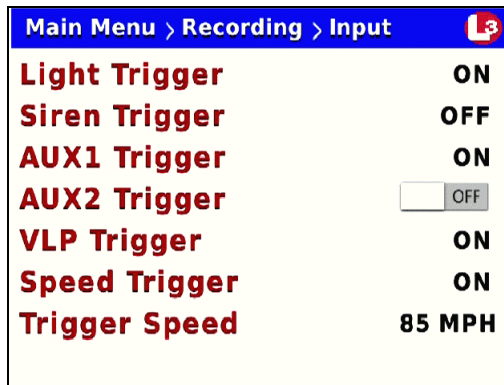 Main Menu > Recording > Input L3
Light Trigger ON
Siren Trigger OFF
AUX1 Trigger ON
AUX2 Trigger OFF
VLP Trigger ON
Speed Trigger ON
Trigger Speed 85 MPH